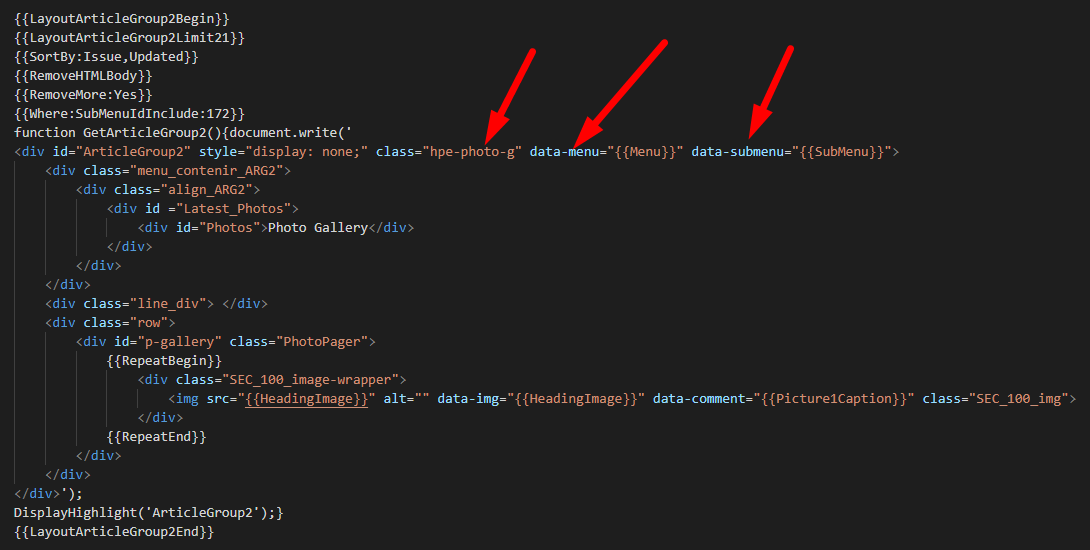 {{LayoutArticleGroup2Begin}}
{{LayoutArticleGroup2Limit21}}
{{SortBy:Issue,Updated}}
{{RemoveHTMLBody}}
{{RemoveMore:Yes}}
{{Where:SubMenuIdInclude:172}}
function GetArticleGroup2(){document.write('
<div id="ArticleGroup2" style="display: none;" class="hpe-photo-g" data-menu="{{Menu}}" data-submenu="{{SubMenu}}">
    <div class="menu_contenir_ARG2">
        <div class="align_ARG2">
            <div id ="Latest_Photos">
                <div id="Photos">Photo Gallery</div>
            </div>
        </div>
    </div>
    <div class="line_div"> </div>
    <div class="row">
        <div id="p-gallery" class="PhotoPager">
            {{RepeatBegin}}
                <div class="SEC_100_image-wrapper">
                    <img src="{{HeadingImage}}" alt="" data-img="{{HeadingImage}}" data-comment="{{Picture1Caption}}" class="SEC_100_img">
                </div>
            {{RepeatEnd}}
        </div>
    </div>
</div>');
DisplayHighlight('ArticleGroup2');}
{{LayoutArticleGroup2End}}